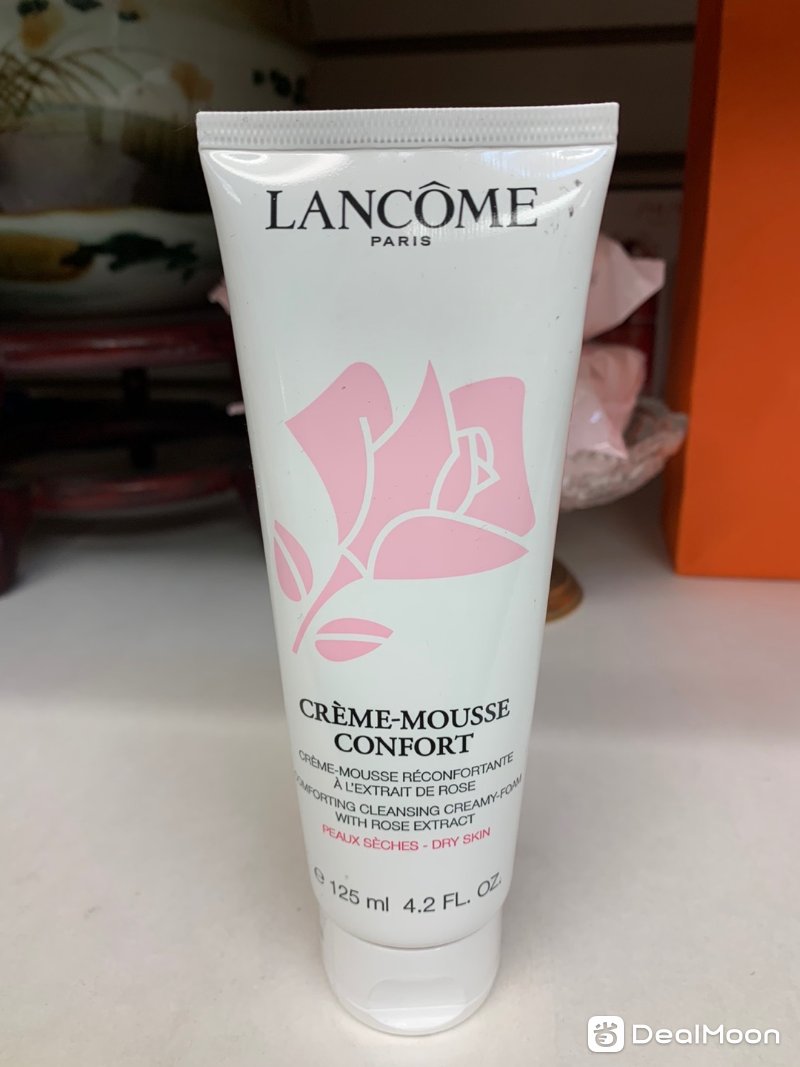 LANCÔME
PARIS
CRÈME-MOUSSE
CONFORT
CRÈME-MOUSSE RÉCONFORTANTE
À L'EXTRAIT DE ROSE
COMFORTING CLEANSING CREAMY-FOAM
WITH ROSE EXTRACT
PEAUX SÈCHES - DRY SKIN
℮ 125 ml 4.2 FL. OZ.
DealMoon